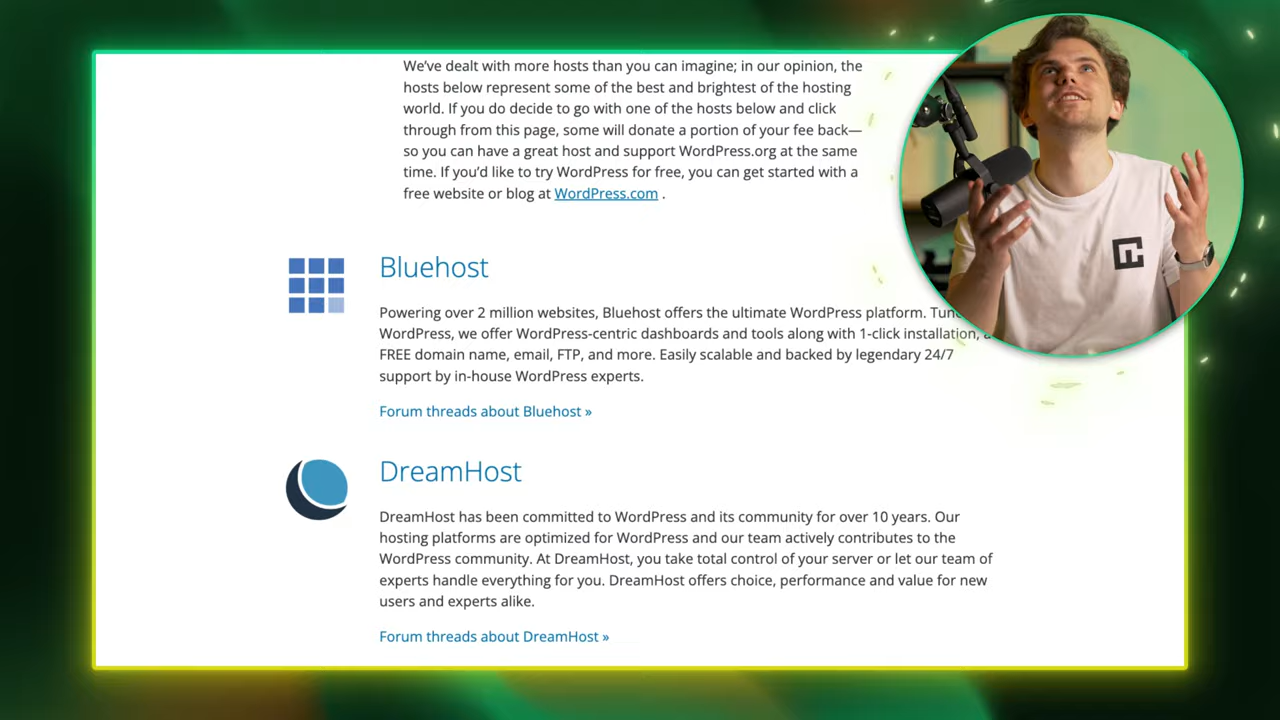 We've dealt with more hosts than you can imagine; in our opinion, the
hosts below represent some of the best and brightest of the hosting
world. If you do decide to go with one of the hosts below and click
through from this page, some will donate a portion of your fee back—
so you can have a great host and support WordPress.org at the same
time. If you'd like to try WordPress for free, you can get started with a
free website or blog at WordPress.com .
Bluehost
Powering over 2 million websites, Bluehost offers the ultimate WordPress platform.
WordPress, we offer WordPress-centric dashboards and tools along with 1-click installation,
FREE domain name, email, FTP, and more. Easily scalable and backed by legendary 24/7
support by in-house WordPress experts.
Forum threads about Bluehost »
DreamHost
DreamHost has been committed to WordPress and its community for over 10 years. Our
hosting platforms are optimized for WordPress and our team actively contributes to the
WordPress community. At DreamHost, you take total control of your server or let our team of
experts handle everything for you. DreamHost offers choice, performance and value for new
users and experts alike.
Forum threads about DreamHost »